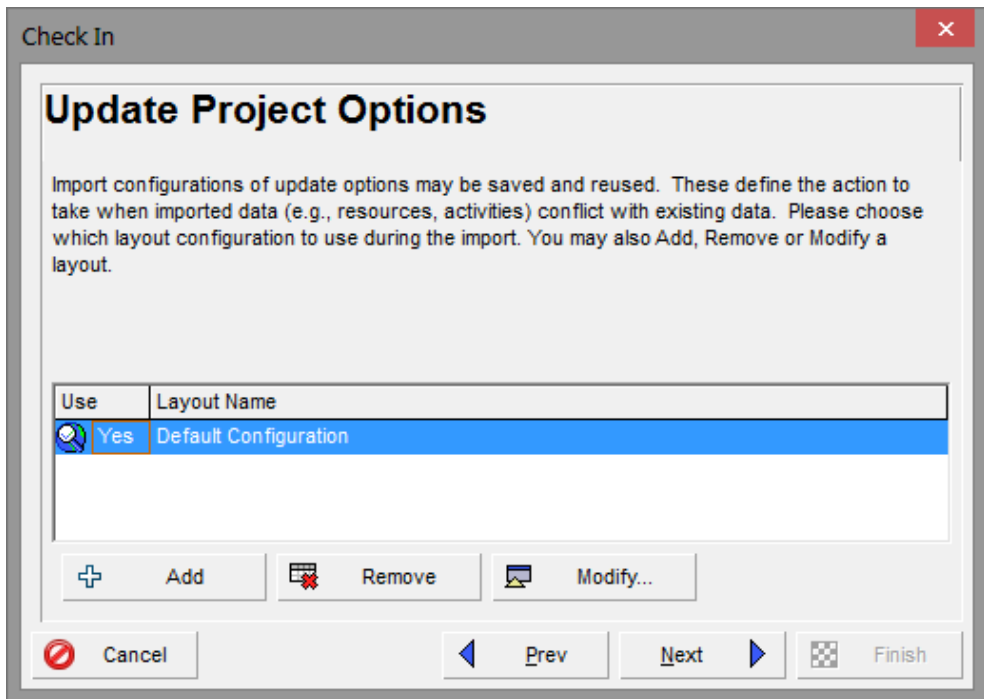 Check In
Update Project Options
Import configurations of update options may be saved and reused.  These define the action to
take when imported data (e.g., resources, activities) conflict with existing data.  Please choose
which layout configuration to use during the import. You may also Add, Remove or Modify a
layout.
Use Layout Name
Yes Default Configuration
Add Remove Modify...
Cancel Prev Next Finish